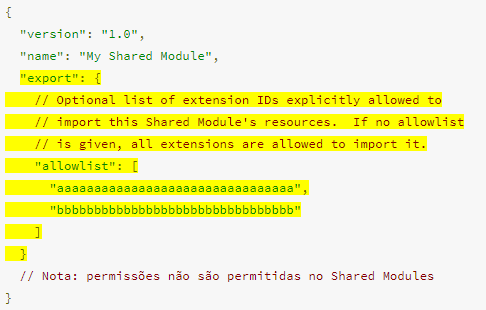 {
"version": "1.0",
"name": "My Shared Module",
"export": {
// Optional list of extension IDs explicitly allowed to
// import this Shared Module's resources.  If no allowlist
// is given, all extensions are allowed to import it.
"allowlist": [
"aaaaaaaaaaaaaaaaaaaaaaaaaaaaaaaa",
"bbbbbbbbbbbbbbbbbbbbbbbbbbbbbbbb"
]
}
// Nota: permissões não são permitidas no Shared Modules
}